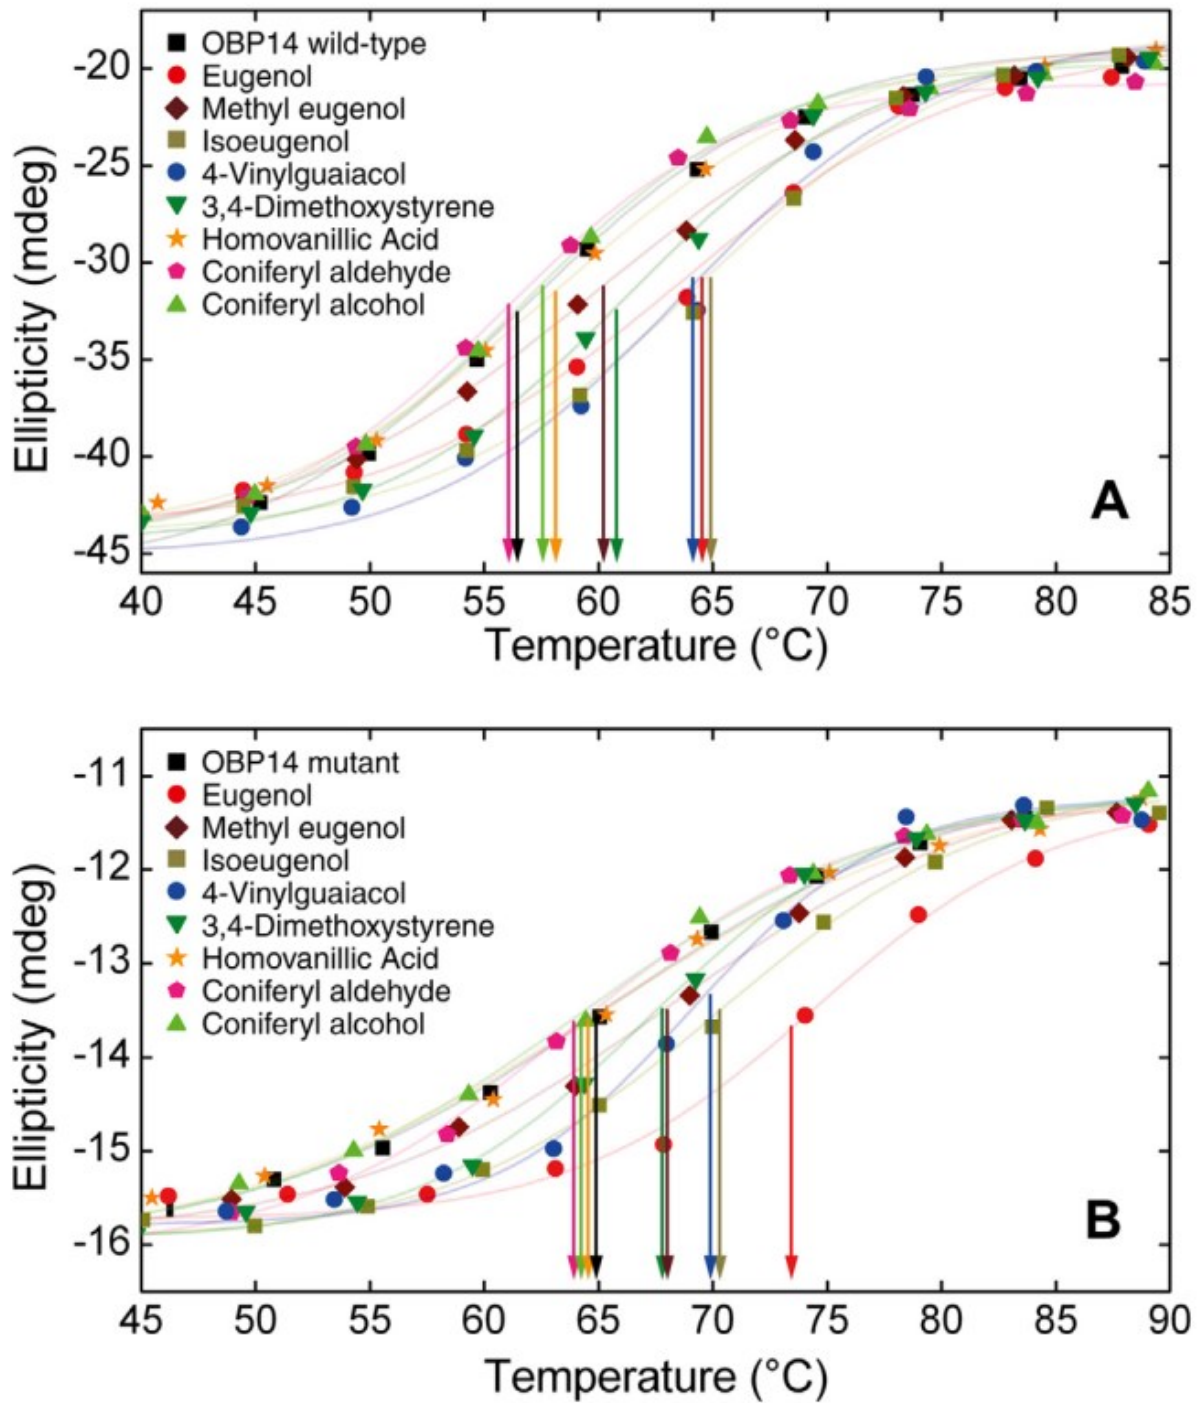 -20
-25
-30
-35
-40
-45
Ellipticity (mdeg)
OBP14 wild-type
Eugenol
Methyl eugenol
Isoeugenol
4-Vinylguaiacol
3,4-Dimethoxystyrene
Homovanillic Acid
Coniferyl aldehyde
Coniferyl alcohol
A
40 45 50 55 60 65 70 75 80 85
Temperature (°C)
-11
-12
-13
-14
-15
-16
Ellipticity (mdeg)
OBP14 mutant
Eugenol
Methyl eugenol
Isoeugenol
4-Vinylguaiacol
3,4-Dimethoxystyrene
Homovanillic Acid
Coniferyl aldehyde
Coniferyl alcohol
B
45 50 55 60 65 70 75 80 85 90
Temperature (°C)